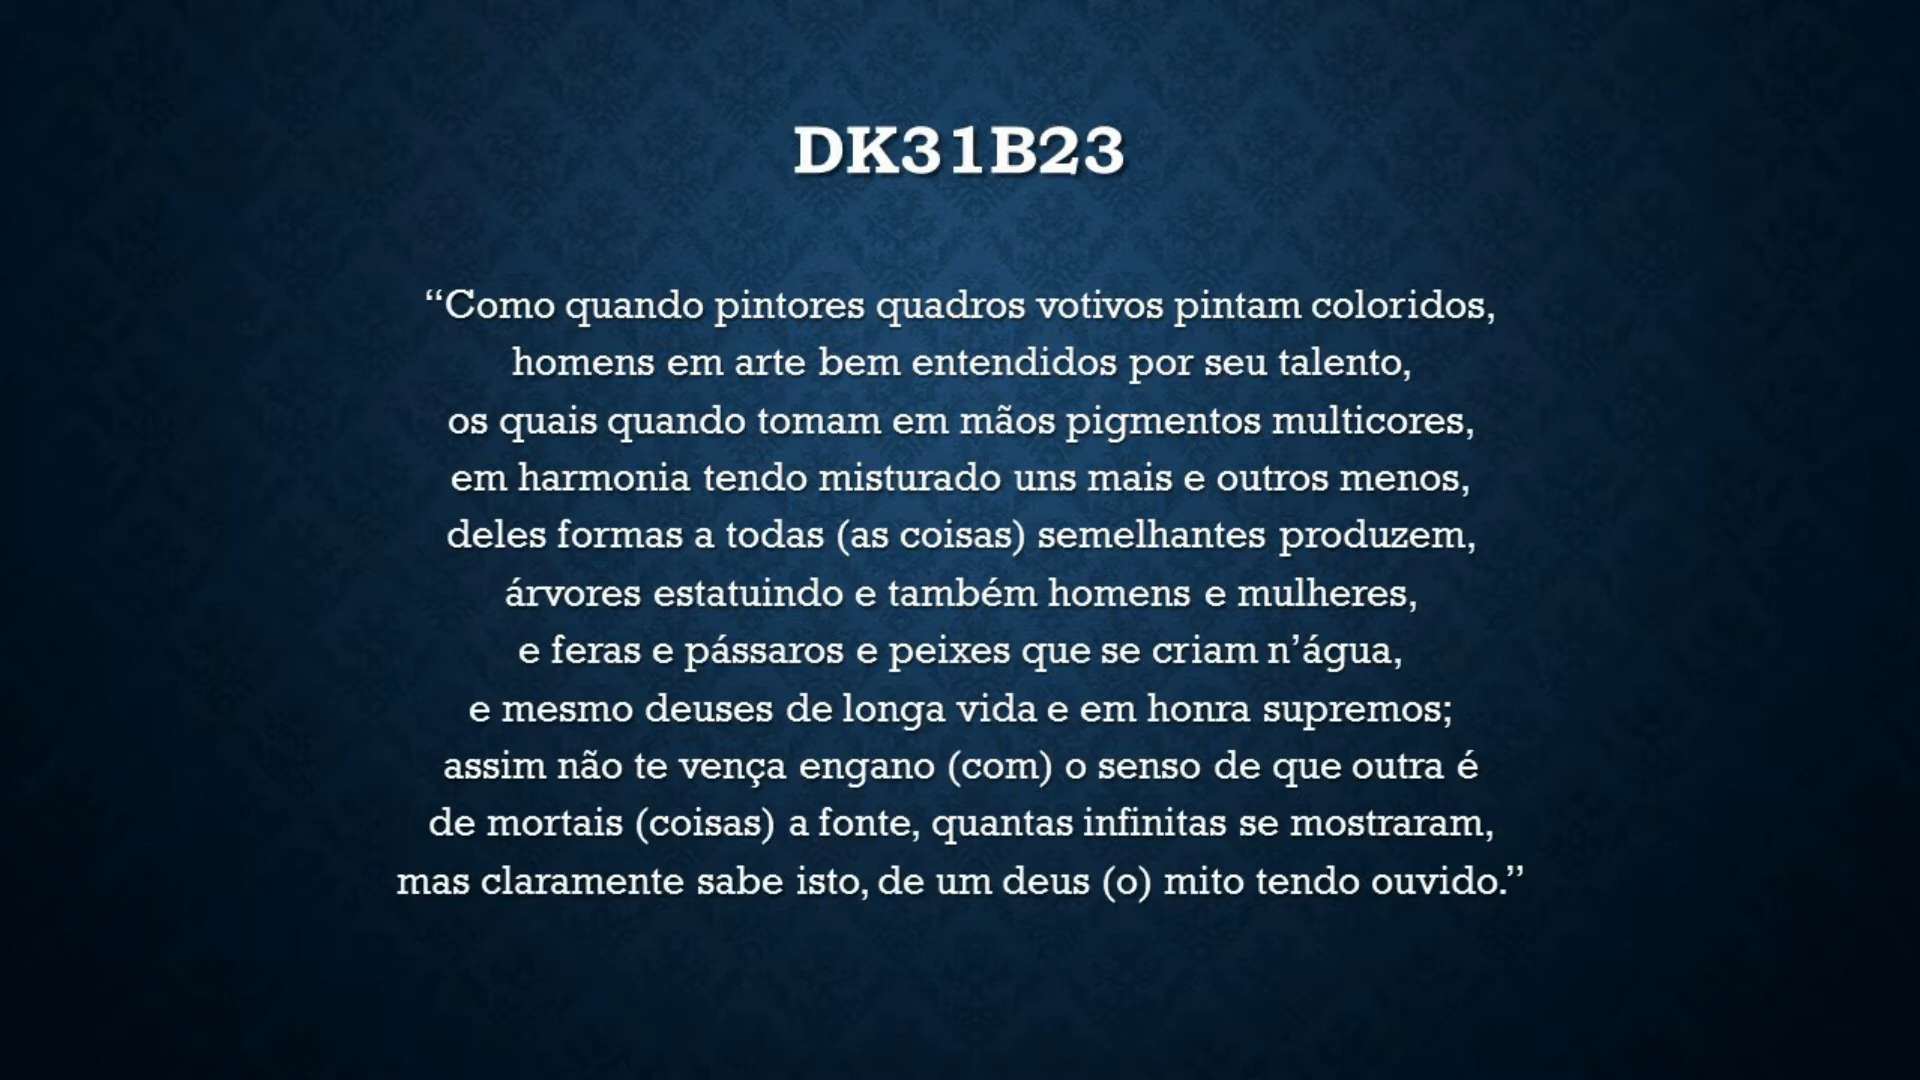 DK31B23
“Como quando pintores quadros votivos pintam coloridos,
homens em arte bem entendidos por seu talento,
os quais quando tomam em mãos pigmentos multicores,
em harmonia tendo misturado uns mais e outros menos,
deles formas a todas (as coisas) semelhantes produzem,
árvores estatuindo e também homens e mulheres,
e feras e pássaros e peixes que se criam n’água,
e mesmo deuses de longa vida e em honra supremos;
assim não te vença engano (com) o senso de que outra é
de mortais (coisas) a fonte, quantas infinitas se mostraram,
mas claramente sabe isto, de um deus (o) mito tendo ouvido.”